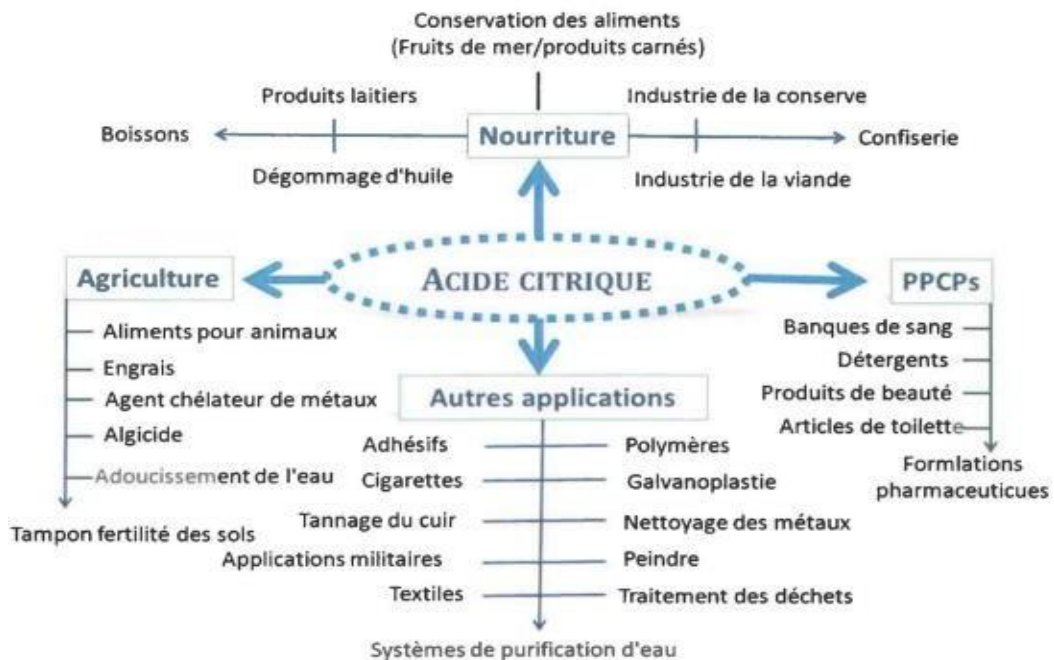 Conservation des aliments
(Fruits de mer/produits carnés)
Produits laitiers
Industrie de la conserve
Boissons
Nourriture
Confiserie
Dégommage d'huile
Industrie de la viande
Agriculture
ACIDE CITRIQUE
PPCPs
Aliments pour animaux
Engrais
Agent chélateur de métaux
Algicide
Adoucissement de l'eau
Tampon fertilité des sols
Banques de sang
Détergents
Produits de beauté
Articles de toilette
Formlations
pharmaceuticues
Autres applications
Adhésifs
Polymères
Cigarettes
Galvanoplastie
Tannage du cuir
Nettoyage des métaux
Applications militaires
Peindre
Textiles
Traitement des déchets
Systèmes de purification d'eau